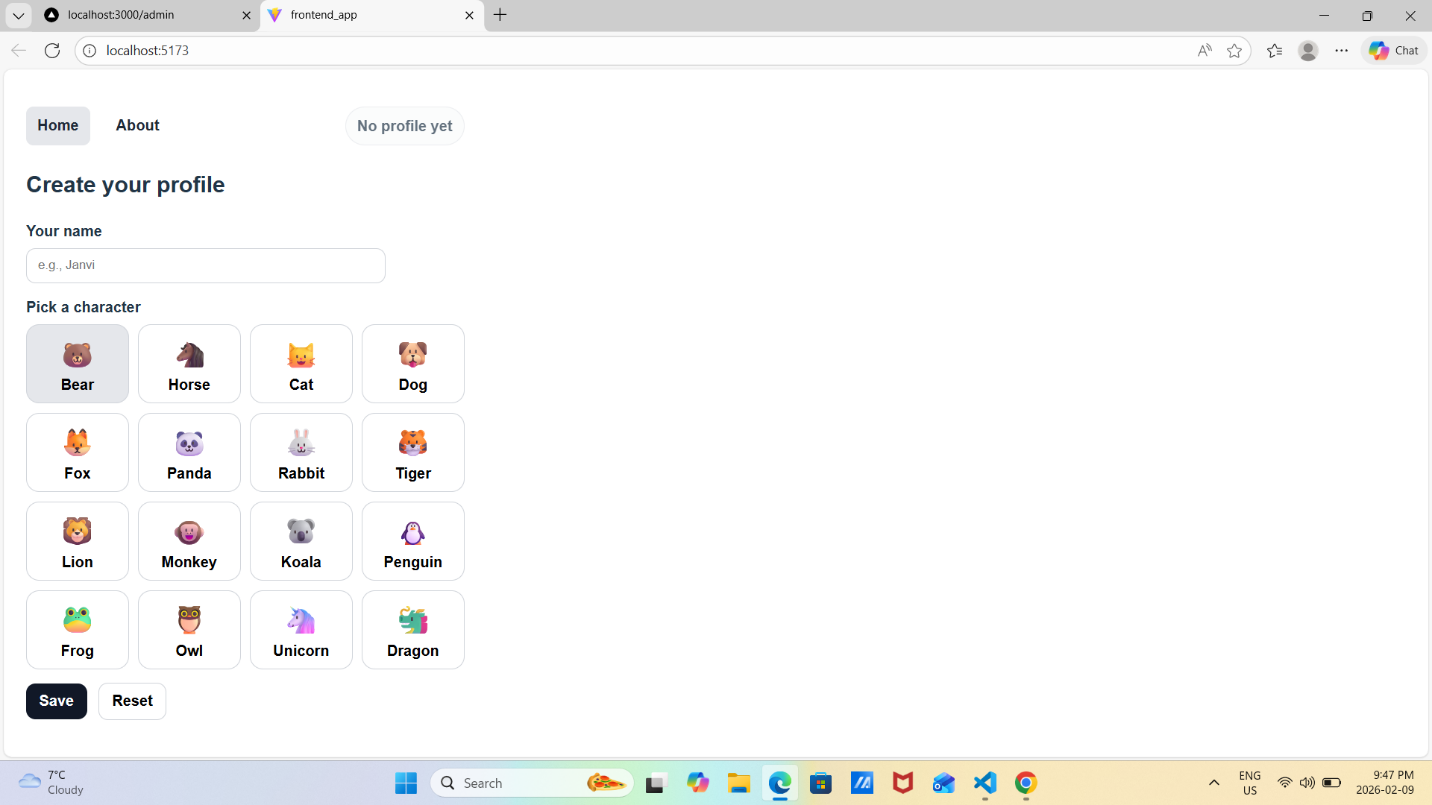 localhost:3000/admin
frontend_app
localhost:5173
Chat
Home About No profile yet
Create your profile
Your name
e.g., Janvi
Pick a character
Bear Horse Cat Dog
Fox Panda Rabbit Tiger
Lion Monkey Koala Penguin
Frog Owl Unicorn Dragon
Save Reset
7°C
Cloudy
Search
ENG
US
9:47 PM
2026-02-09